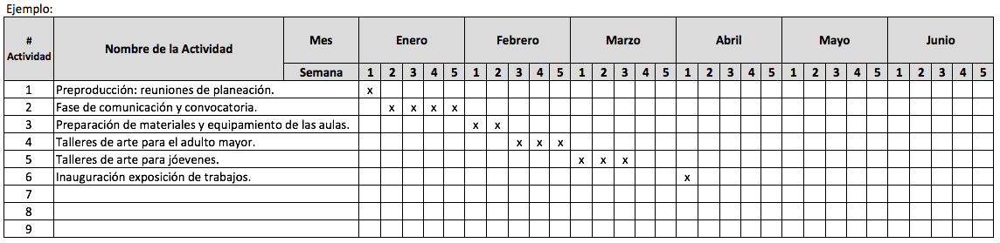 Ejemplo:
# Actividad Nombre de la Actividad Mes Enero Febrero Marzo Abril Mayo Junio
Semana 1 2 3 4 5 1 2 3 4 5 1 2 3 4 5 1 2 3 4 5 1 2 3 4 5 1 2 3 4 5
1 Preproducción: reuniones de planeación. x
2 Fase de comunicación y convocatoria. x x x x
3 Preparación de materiales y equipamiento de las aulas. x x
4 Talleres de arte para el adulto mayor. x x x
5 Talleres de arte para jóevenes. x x x
6 Inauguración exposición de trabajos. x
7
8
9